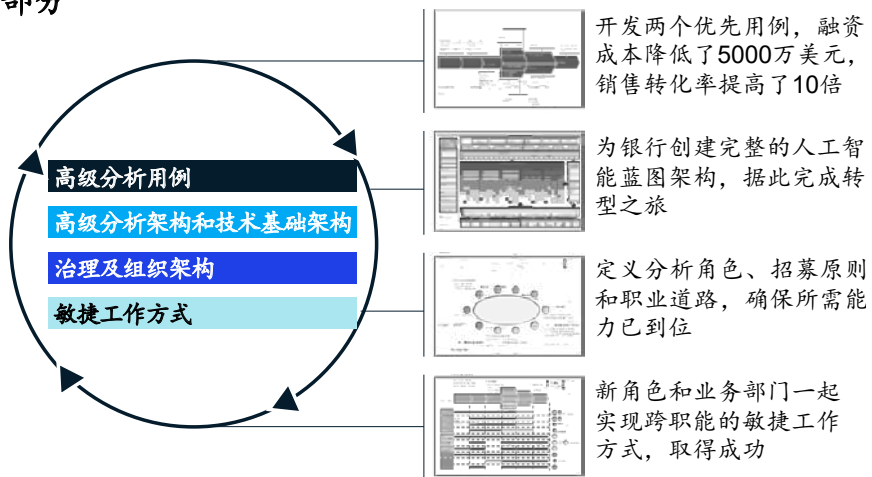 部分
高级分析用例
高级分析架构和技术基础架构
治理及组织架构
敏捷工作方式
开发两个优先用例，融资
成本降低了5000万美元，
销售转化率提高了10倍
为银行创建完整的人工智
能蓝图架构，据此完成转
型之旅
定义分析角色、招募原则
和职业道路，确保所需能
力已到位
新角色和业务部门一起
实现跨职能的敏捷工作
方式，取得成功